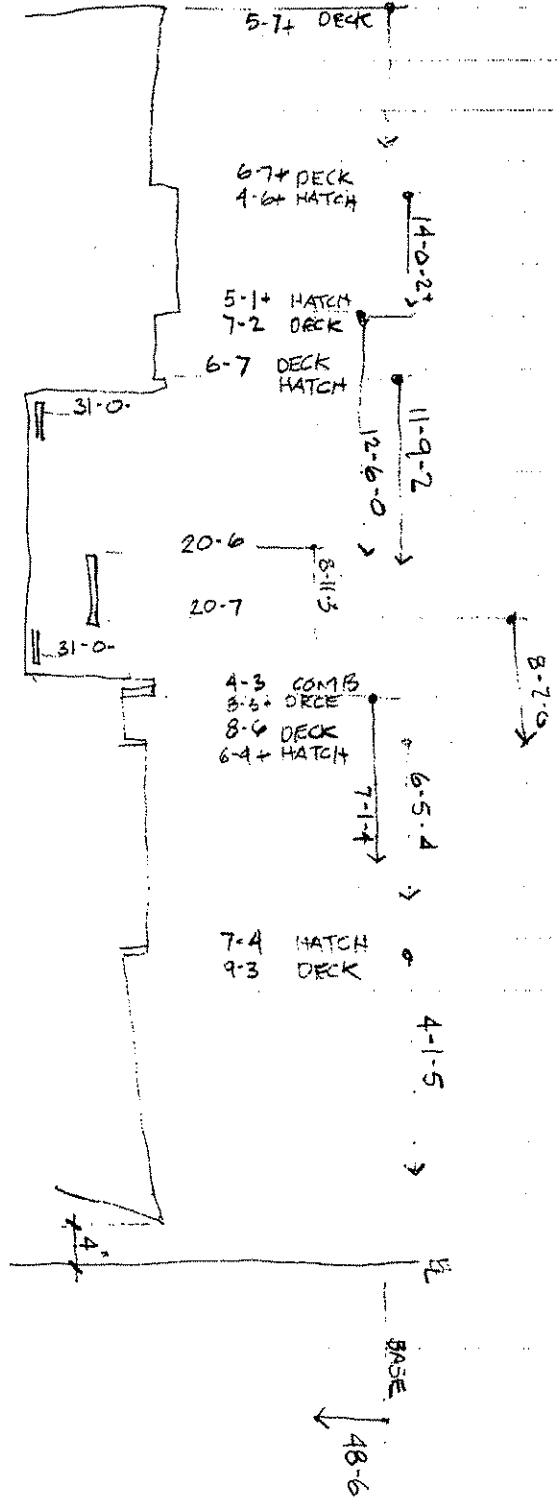 5-7+ DECK
6-7+ DECK
4-6+ HATCH
14-0-2+
5-1+ HATCH
7-2 DECK
6-7 DECK
HATCH
31-0-
12-6-0
11-9-2
20-6
8-11-3
20-7
31-0-
8-2-6
4-3 COMB
8-6 DECK
6-4+ HATCH
7-1-4
6-5-4
7-4 HATCH
9-3 DECK
4-1-5
4"
BASE
48-6